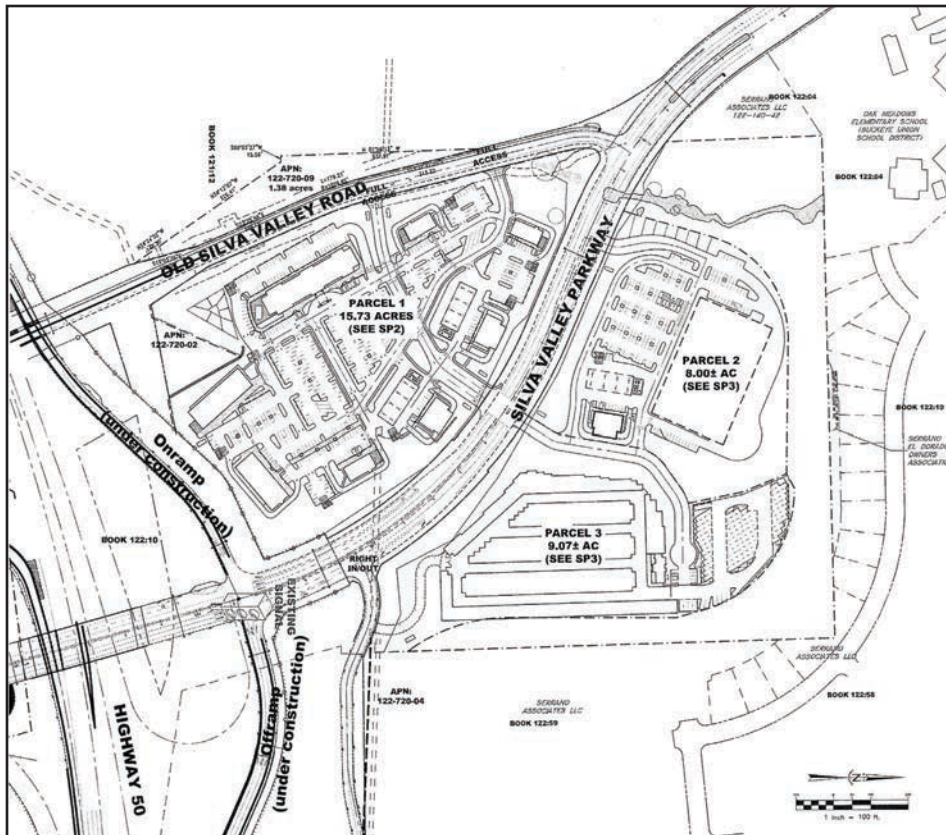 SERRANO
ASSOCIATES LLC
122-140-42
BOOK 122:04
OAK MEADOWS
ELEMENTARY SCHOOL
(BUCKEYE UNION
SCHOOL DISTRICT)
BOOK 122:04
BOOK 121:12
APN:
122-720-09
1.38 acres
FULL
ACCESS
FULL
ACCESS
OLD SILVA VALLEY ROAD
PARCEL 1
15.73 ACRES
(SEE SP2)
APN:
122-720-02
SILVA VALLEY PARKWAY
PARCEL 2
8.00± AC
(SEE SP3)
BOOK 122:10
SERRANO
EL DORADO
OWNERS
ASSOCIATION
Onramp
(under construction)
BOOK 122:10
PARCEL 3
9.07± AC
(SEE SP3)
RIGHT
IN/OUT
EXISTING
SIGNAL
Offramp
(under construction)
HIGHWAY 50
APN:
122-720-04
SERRANO
ASSOCIATES LLC
BOOK 122:59
SERRANO
ASSOCIATES LLC
BOOK 122:58
N
1 inch = 100 ft.